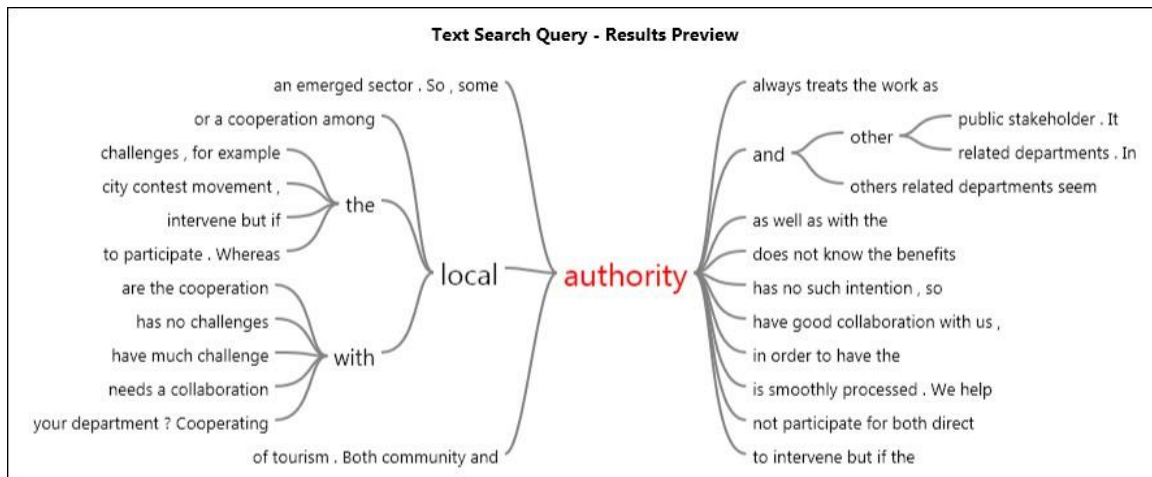 Text Search Query - Results Preview
an emerged sector . So , some
or a cooperation among
challenges , for example
city contest movement ,
intervene but if
to participate . Whereas
the
are the cooperation
has no challenges
have much challenge
needs a collaboration
your department ? Cooperating
with
local
of tourism . Both community and
authority
always treats the work as
and
other
public stakeholder . It
related departments . In
others related departments seem
as well as with the
does not know the benefits
has no such intention , so
have good collaboration with us ,
in order to have the
is smoothly processed . We help
not participate for both direct
to intervene but if the